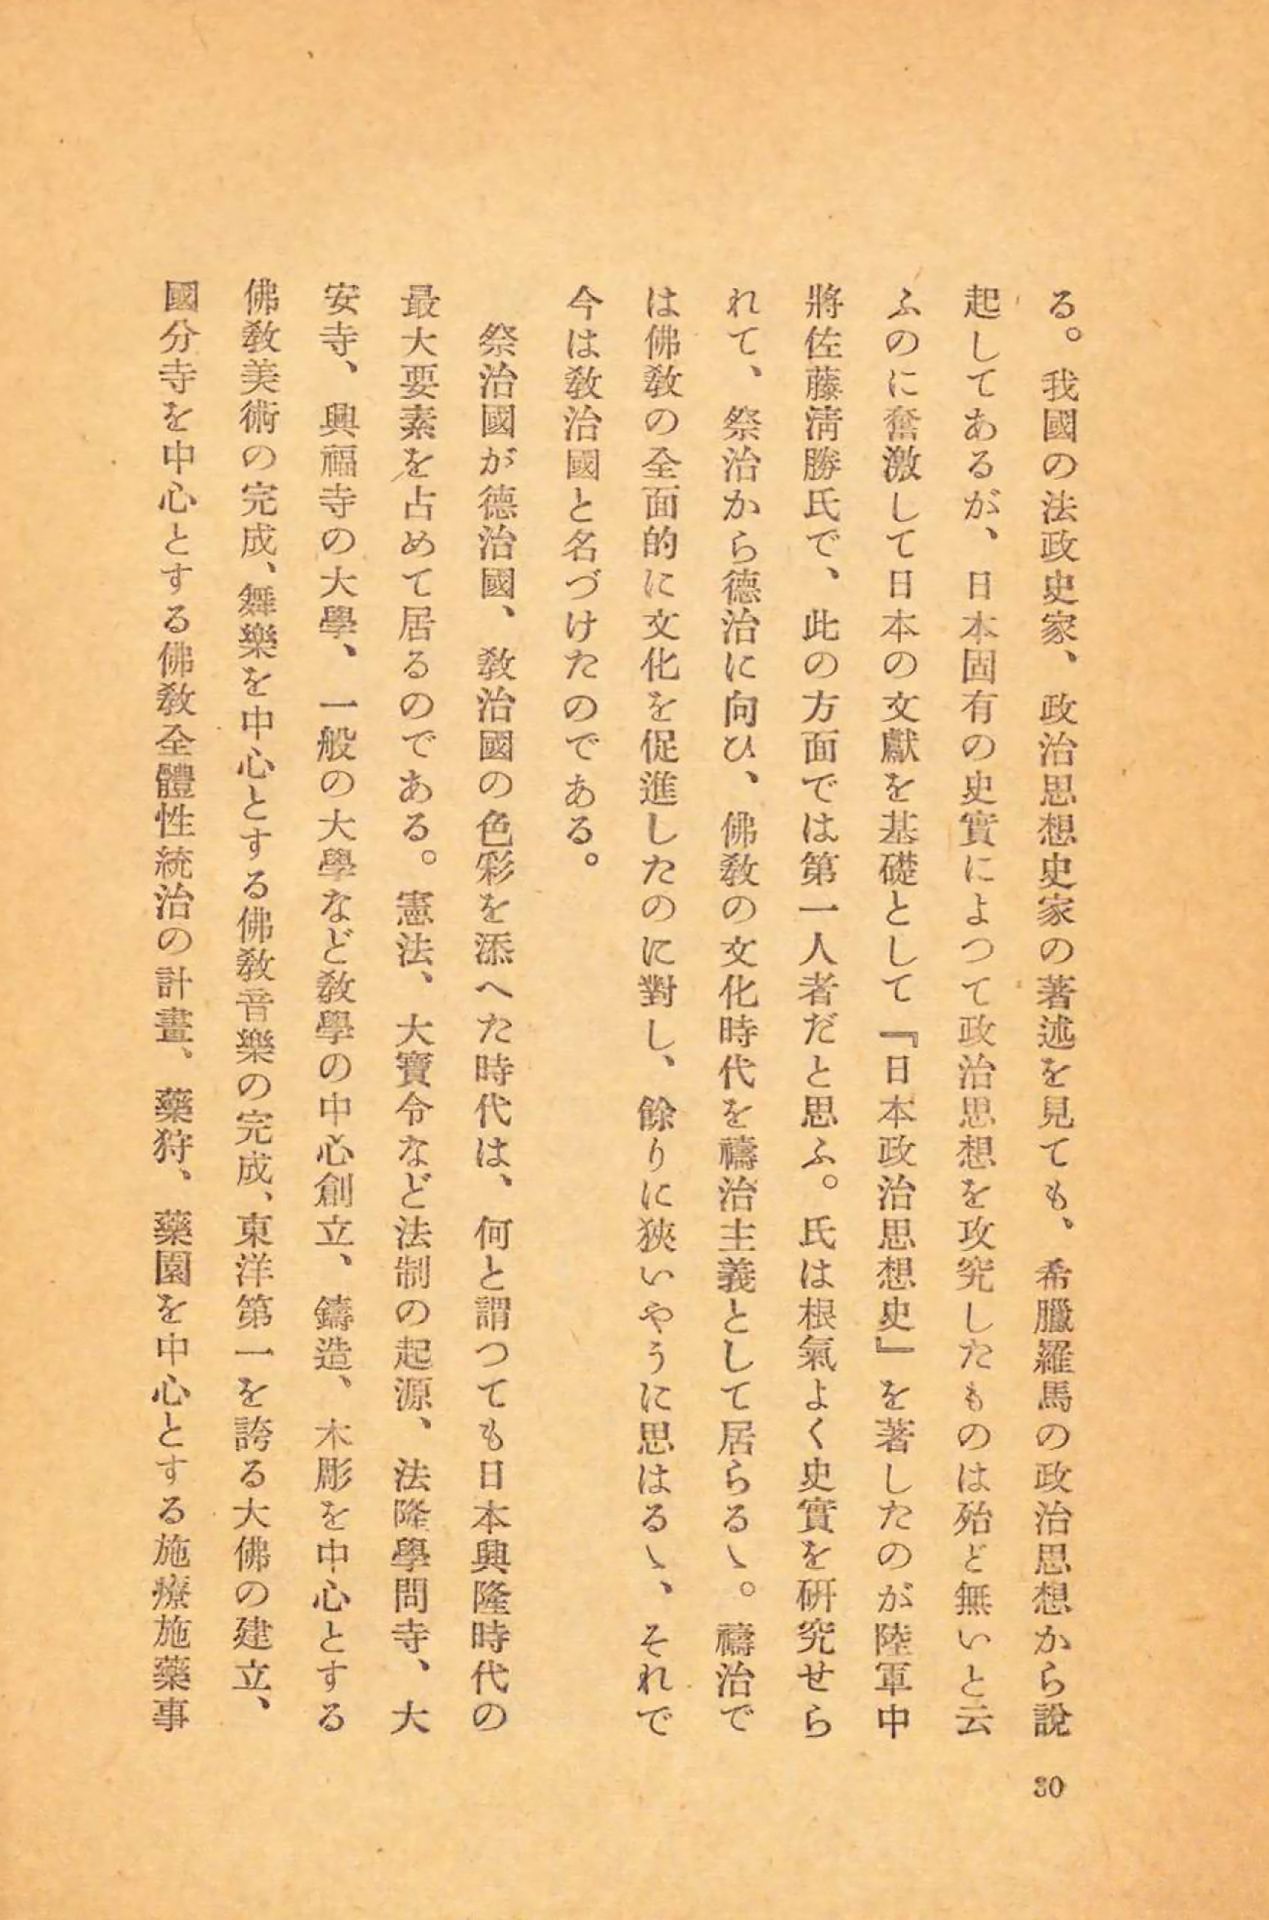 る。我國の法政史家、政治思想史家の著述を見ても、希臘羅馬の政治思想から說
起してあるが、日本固有の史實によつて政治思想を攻究したものは殆ど無いと云
ふのに奮激して日本の文獻を基礎として『日本政治思想史』を著したのが陸軍中
將佐藤淸勝氏で、此の方面では第一人者だと思ふ。氏は根氣よく史實を硏究せら
れて、祭治から德治に向ひ、佛敎の文化時代を禱治主義として居らるゝ。禱治で
は佛敎の全面的に文化を促進したのに對し、餘りに狹いやうに思はるゝ、それで
今は敎治國と名づけたのである。
祭治國が德治國、敎治國の色彩を添へた時代は、何と謂つても日本興隆時代の
最大要素を占めて居るのである。憲法、大寶令など法制の起源、法隆學問寺、大
安寺、興福寺の大學、一般の大學など敎學の中心創立、鑄造、木彫を中心とする
佛敎美術の完成、舞樂を中心とする佛敎音樂の完成、東洋第一を誇る大佛の建立、
國分寺を中心とする佛敎全體性統治の計畫、藥狩、藥園を中心とする施療施藥事
30